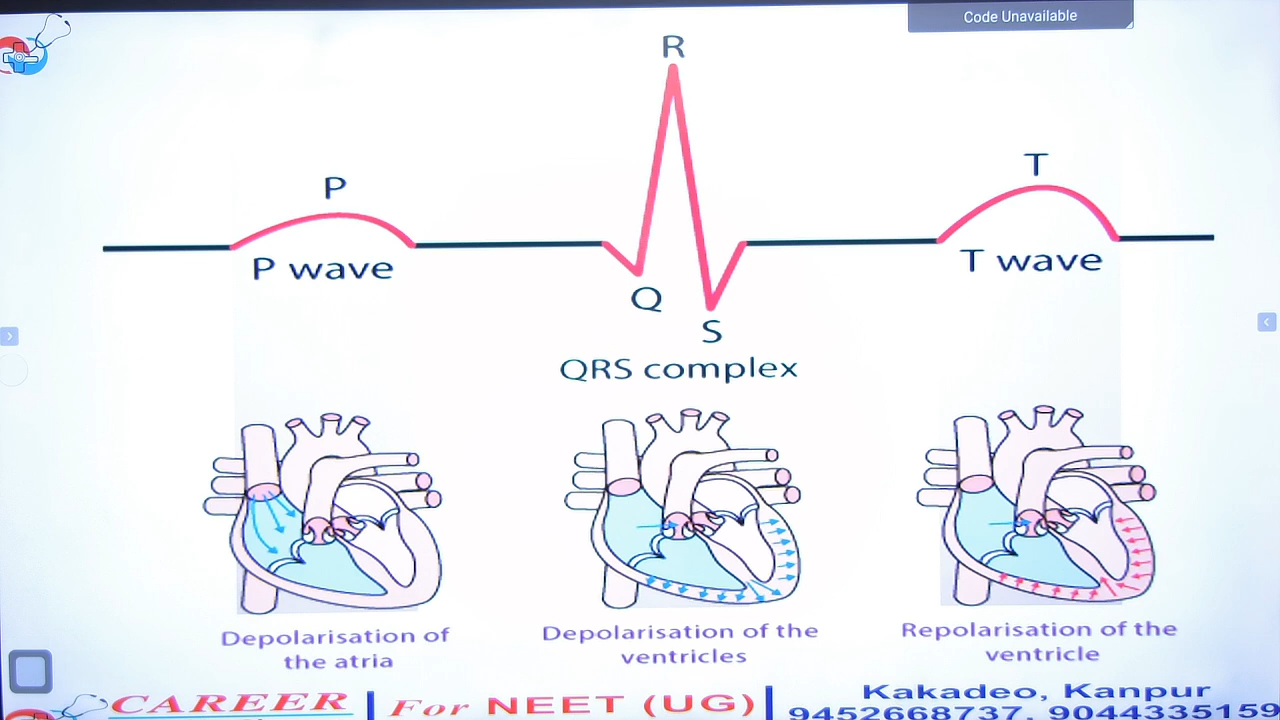 Code Unavailable
R
P
T
P wave
T wave
Q
S
QRS complex
Depolarisation of
the atria
Depolarisation of the
ventricles
Repolarisation of the
ventricle
CAREER
For NEET (UG)
Kakadeo, Kanpur
9452668737, 9044335159